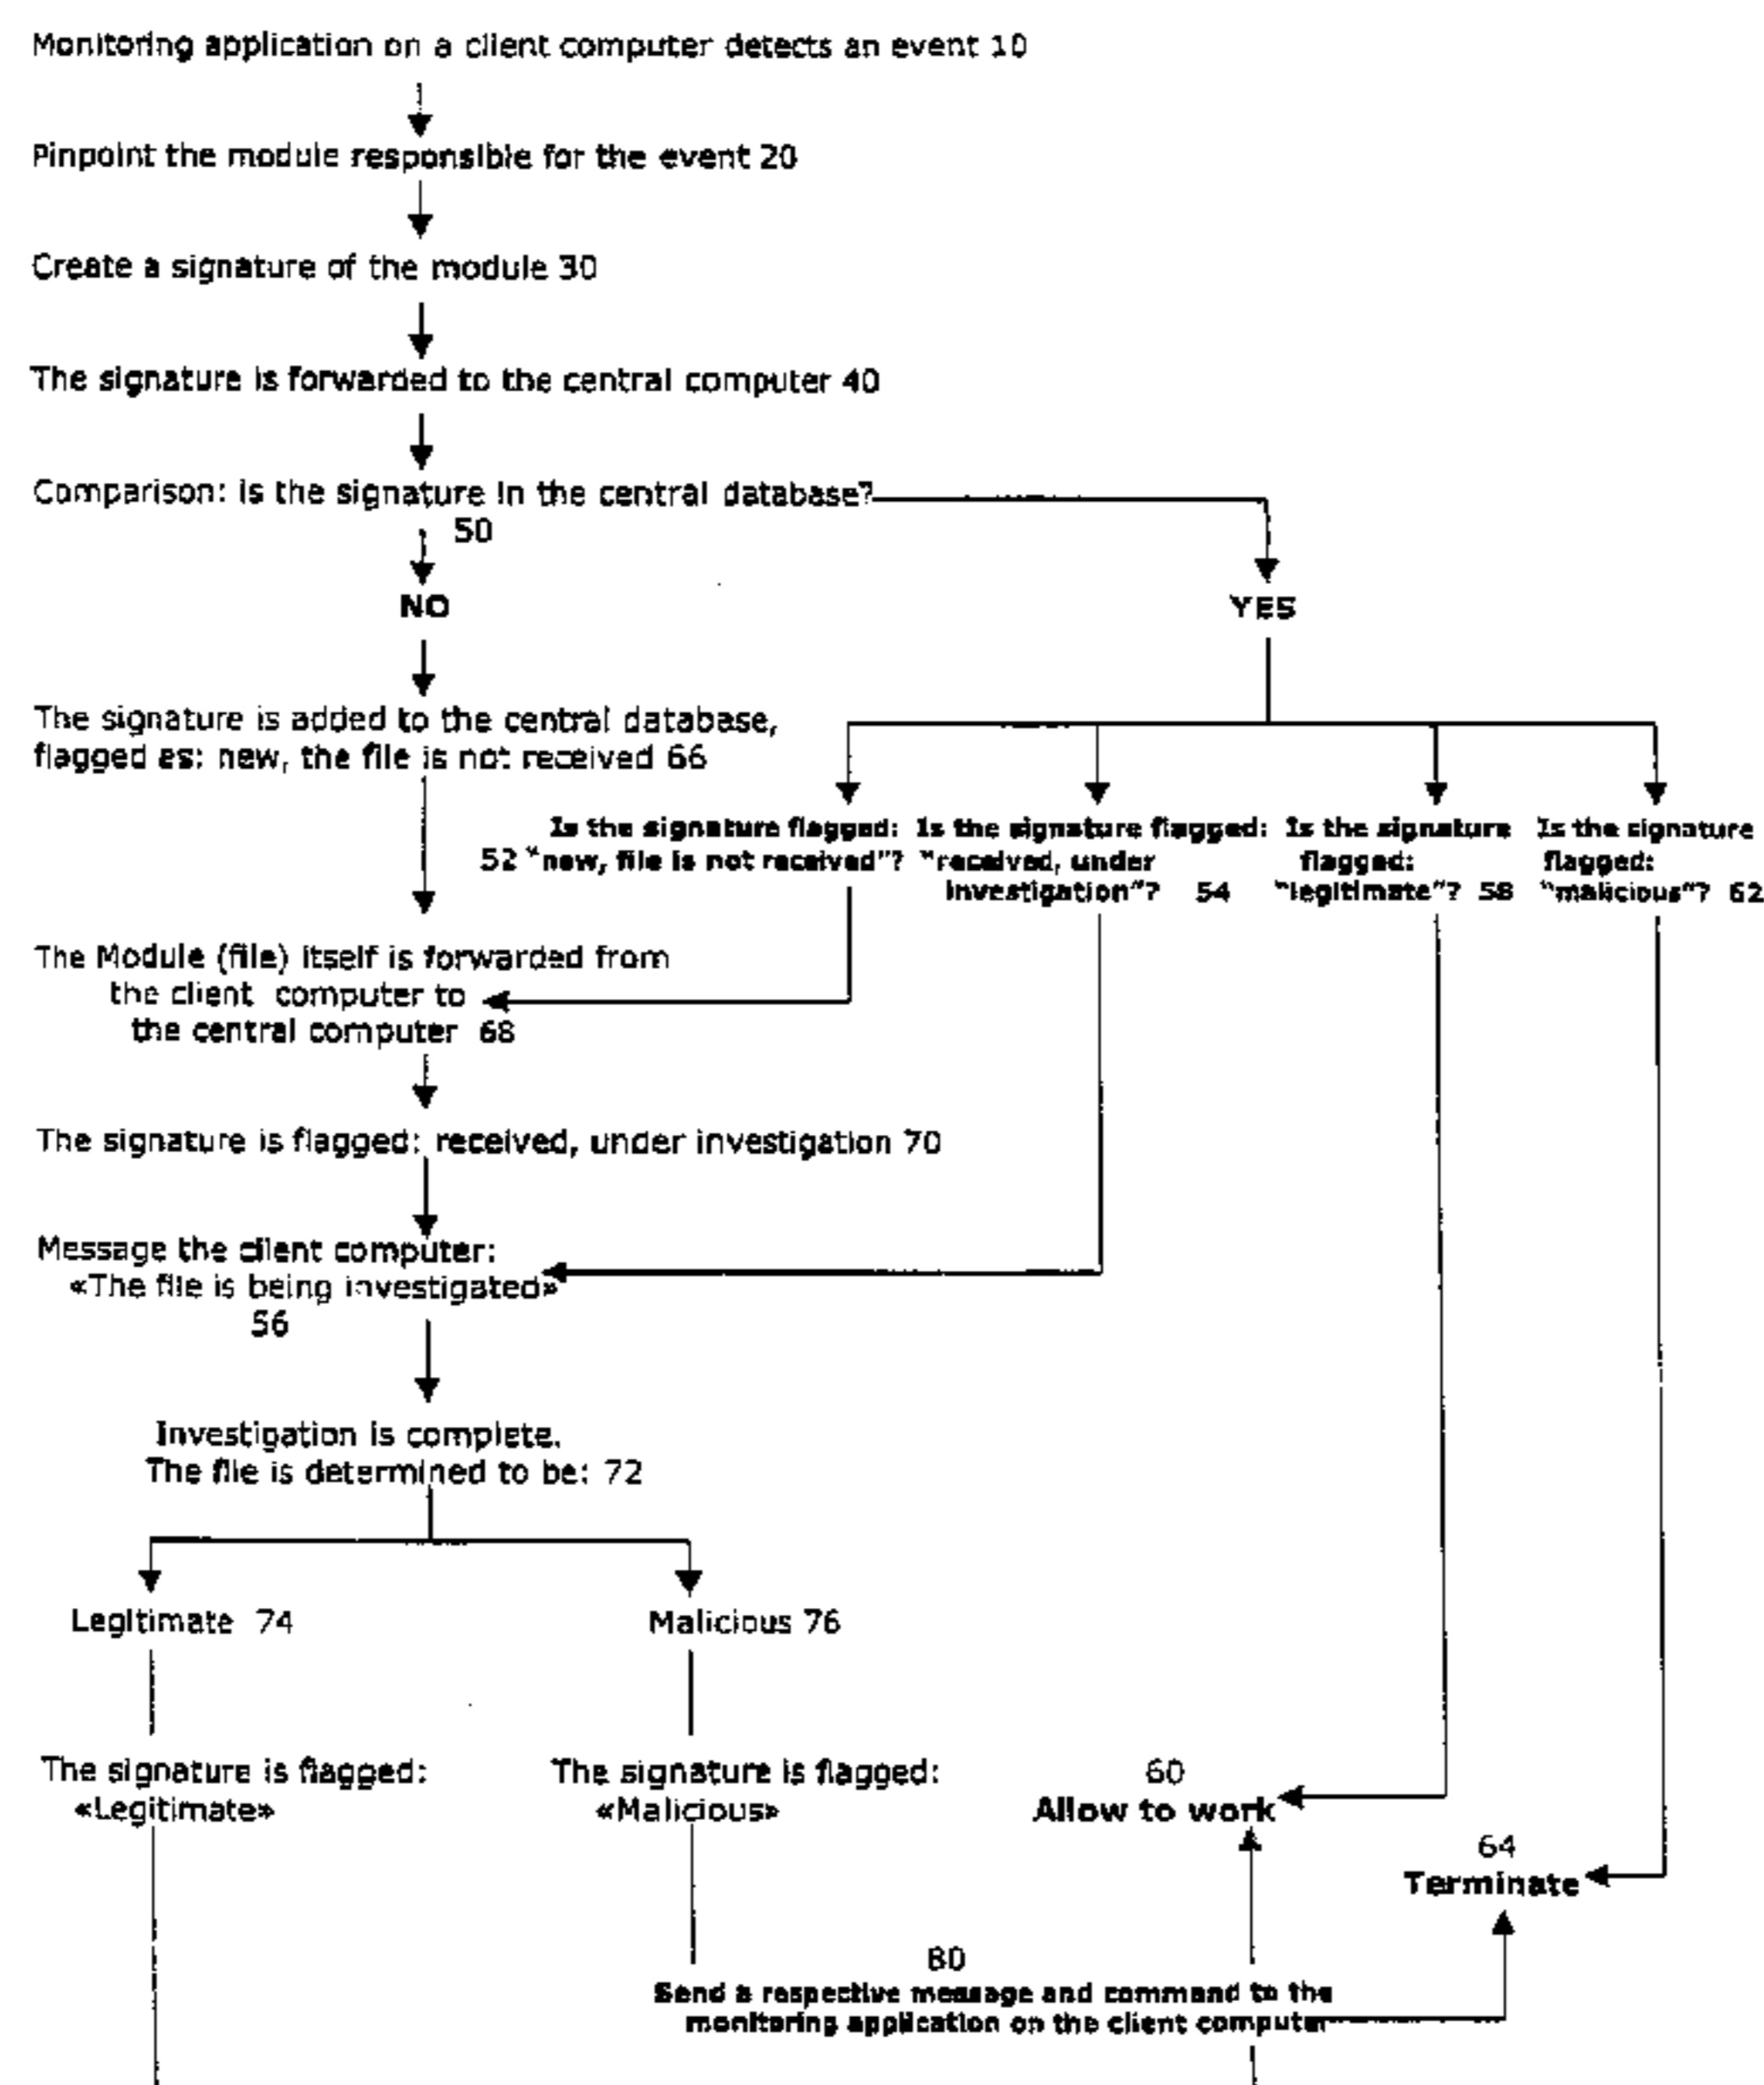 Monitoring application on a client computer detects an event 10
Pinpoint the module responsible for the event 20
Create a signature of the module 30
The signature is forwarded to the central computer 40
Comparison: is the signature in the central database?
50
NO
YES
The signature is added to the central database,
flagged as: new, the file is not received 66
Is the signature flagged:
52 "new, file is not received"?
Is the signature flagged:
"received, under
investigation"? 54
Is the signature
flagged:
"legitimate"? 58
Is the signature
flagged:
"malicious"? 62
The Module (file) itself is forwarded from
the client computer to
the central computer 68
The signature is flagged: received, under investigation 70
Message the client computer:
«The file is being investigated»
56
Investigation is complete.
The file is determined to be: 72
Legitimate 74
Malicious 76
The signature is flagged:
«Legitimate»
The signature is flagged:
«Malicious»
60
Allow to work
64
Terminate
80
Send a respective message and command to the
monitoring application on the client computer